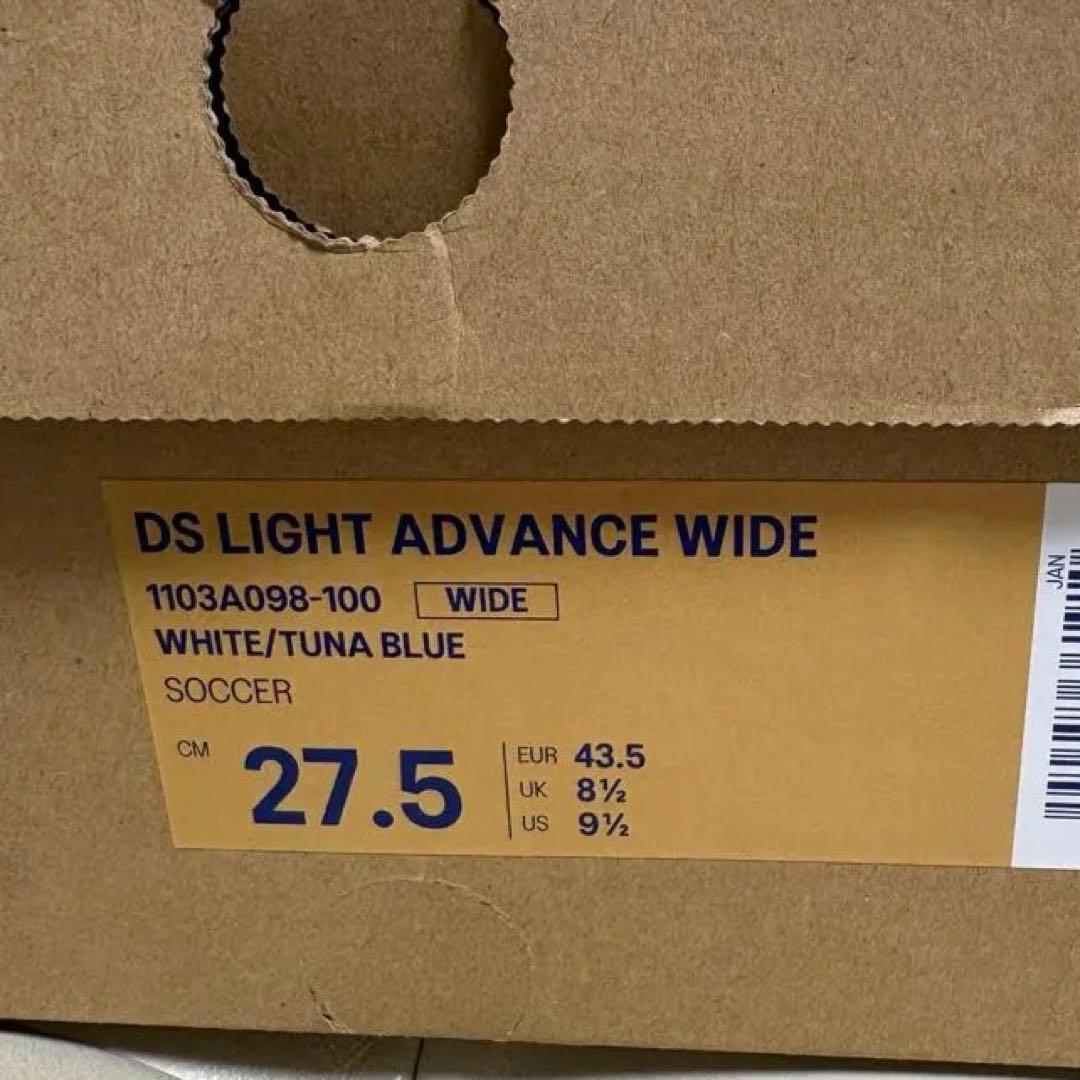 DS LIGHT ADVANCE WIDE
1103A098-100 WIDE
WHITE/TUNA BLUE
SOCCER
CM 27.5
EUR 43.5
UK 8½
US 9½
JAN